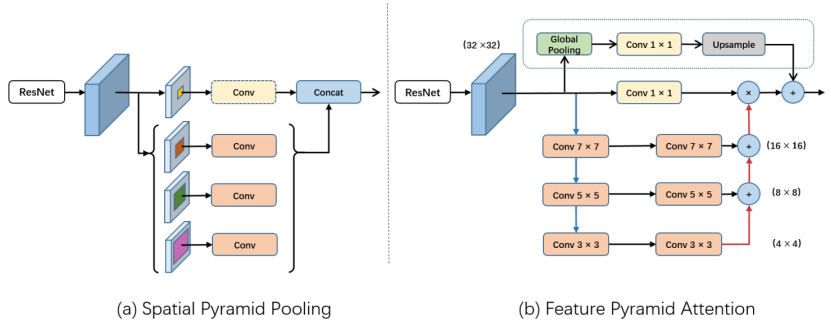 ResNet
Conv
Concat
Conv
Conv
Conv
(a) Spatial Pyramid Pooling
(32×32)
Global
Pooling
Conv 1 × 1
Upsample
ResNet
Conv 1 × 1
×
+
Conv 7 × 7
Conv 7 × 7
+
(16 × 16)
Conv 5 × 5
Conv 5 × 5
+
(8 × 8)
Conv 3 × 3
Conv 3 × 3
(4 × 4)
(b) Feature Pyramid Attention